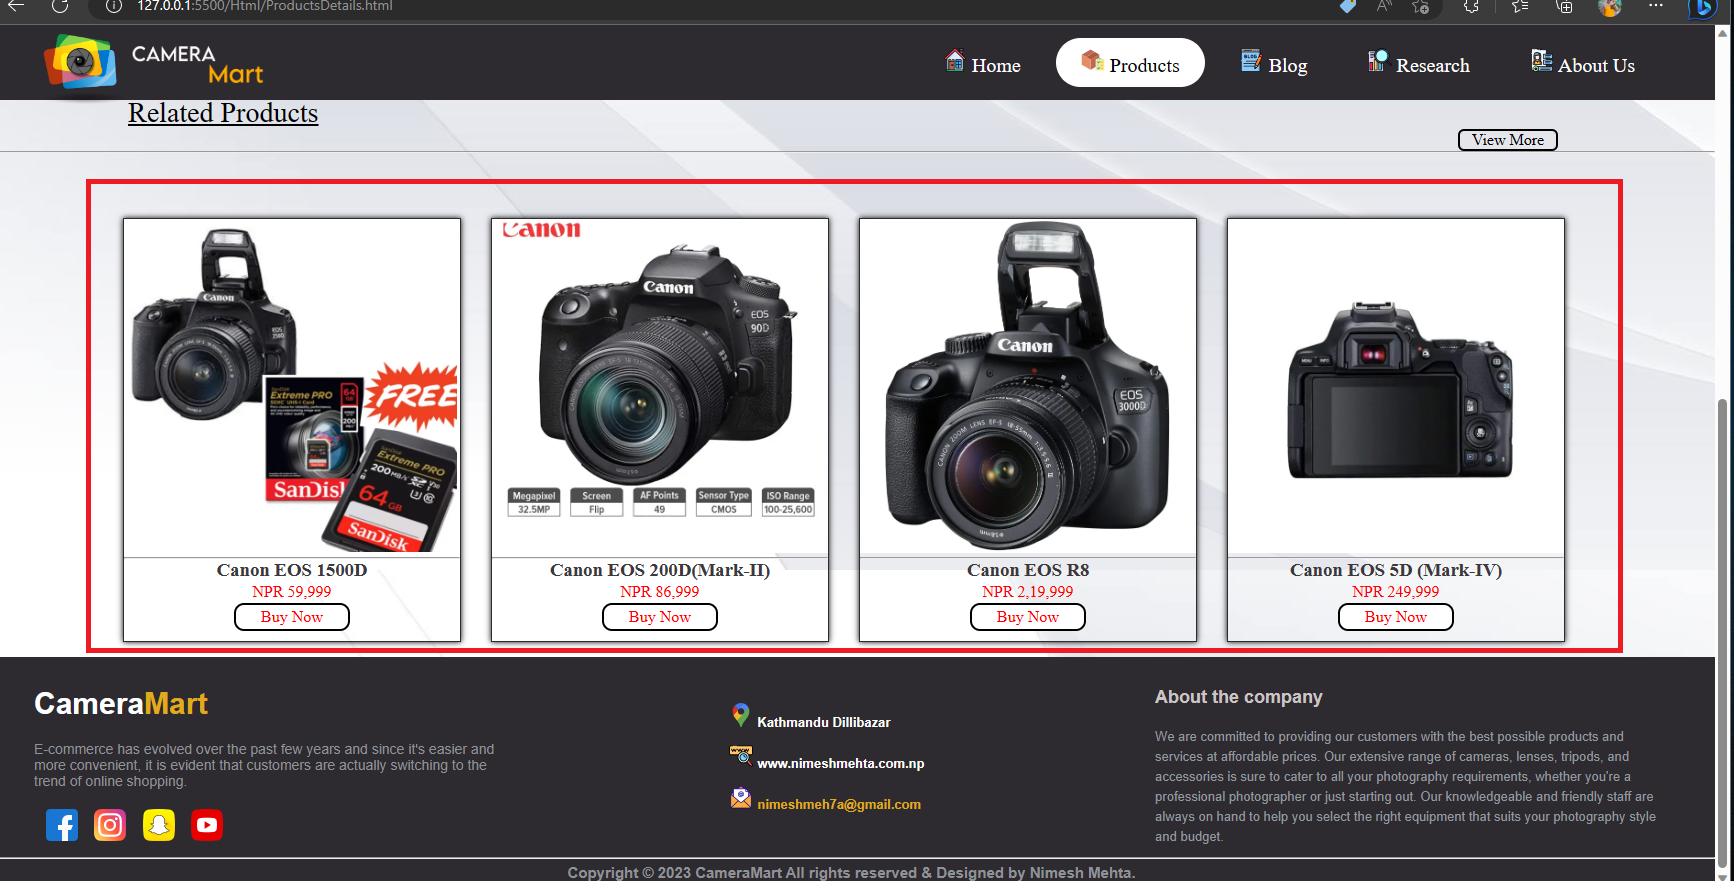 127.0.0.1:5500/Html/ProductsDetails.html
CAMERA
Mart
Home
Products
Blog
Research
About Us
Related Products
View More
Canon
Canon
FREE
Extreme PRO
SanDisk
Extreme PRO
200MB/s
64GB
SanDisk
Canon EOS 1500D
NPR 59,999
Buy Now
Canon
Canon
EOS
90D
Megapixel
32.5MP
Screen
Flip
AF Points
49
Sensor Type
CMOS
ISO Range
100-25,600
Canon EOS 200D(Mark-II)
NPR 86,999
Buy Now
Canon
EOS
3000D
CANON ZOOM LENS EF-S 18-55mm
Canon EOS R8
NPR 2,19,999
Buy Now
MENU INFO
Canon EOS 5D (Mark-IV)
NPR 249,999
Buy Now
CameraMart
E-commerce has evolved over the past few years and since it's easier and
more convenient, it is evident that customers are actually switching to the
trend of online shopping.
Kathmandu Dillibazar
www.nimeshmehta.com.np
nimeshmeh7a@gmail.com
About the company
We are committed to providing our customers with the best possible products and
services at affordable prices. Our extensive range of cameras, lenses, tripods, and
accessories is sure to cater to all your photography requirements, whether you're a
professional photographer or just starting out. Our knowledgeable and friendly staff are
always on hand to help you select the right equipment that suits your photography style
and budget.
Copyright © 2023 CameraMart All rights reserved & Designed by Nimesh Mehta.